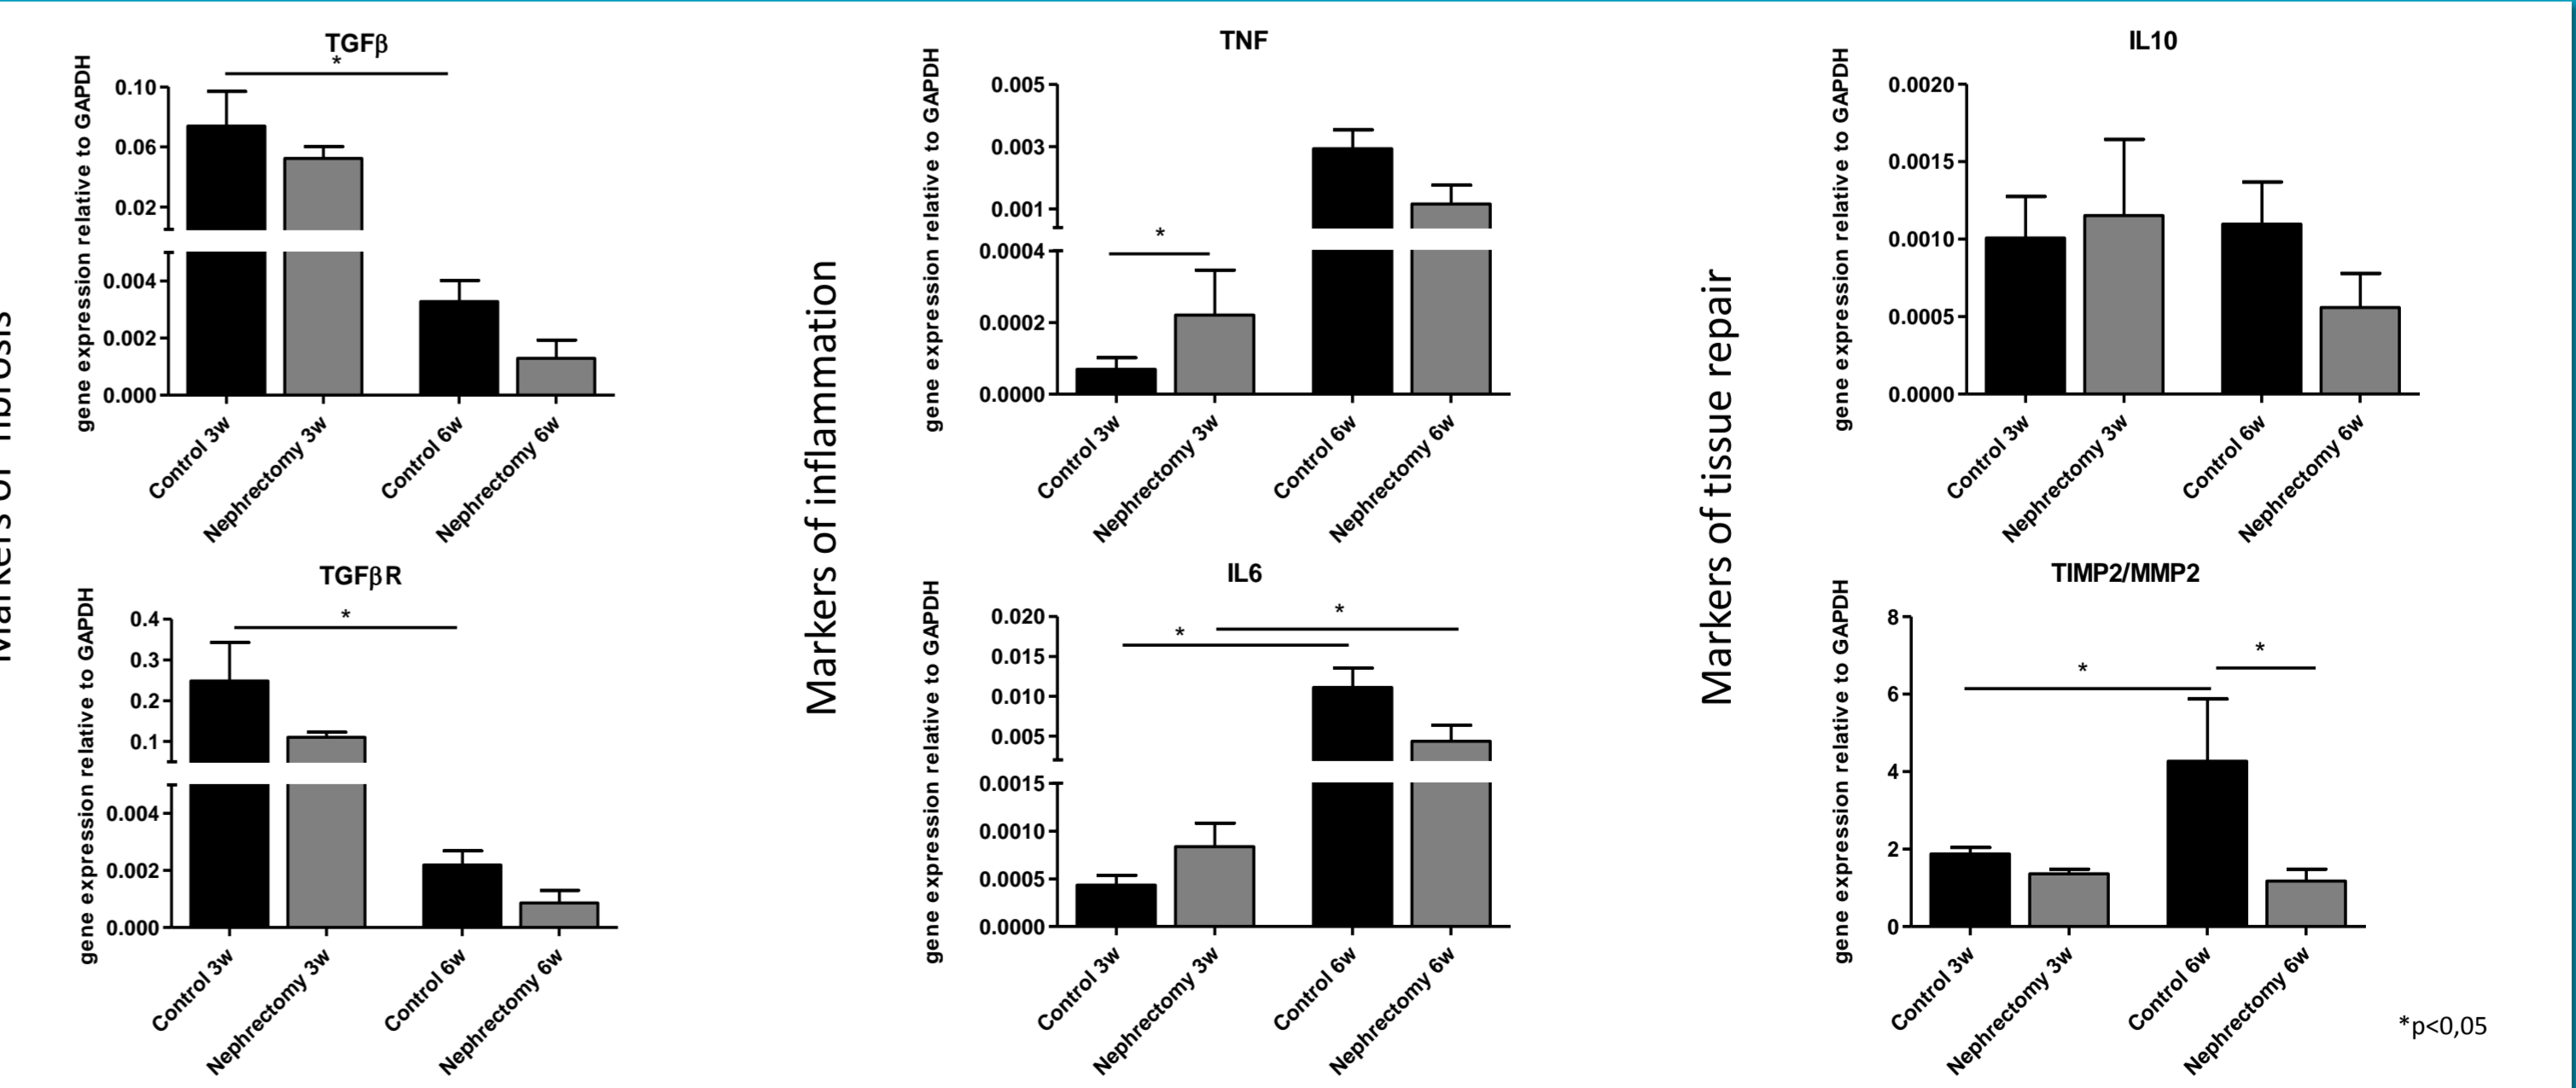 Markers of fibrosis
TGFβ
*
gene expression relative to GAPDH
0.10
0.06
0.02
0.004
0.002
0.000
Control 3w
Nephrectomy 3w
Control 6w
Nephrectomy 6w
TGFβR
*
gene expression relative to GAPDH
0.4
0.3
0.2
0.1
0.004
0.002
0.000
Control 3w
Nephrectomy 3w
Control 6w
Nephrectomy 6w
Markers of inflammation
TNF
*
gene expression relative to GAPDH
0.005
0.003
0.001
0.0004
0.0002
0.0000
Control 3w
Nephrectomy 3w
Control 6w
Nephrectomy 6w
IL6
*
*
gene expression relative to GAPDH
0.020
0.015
0.010
0.005
0.0015
0.0010
0.0005
0.0000
Control 3w
Nephrectomy 3w
Control 6w
Nephrectomy 6w
Markers of tissue repair
IL10
gene expression relative to GAPDH
0.0020
0.0015
0.0010
0.0005
0.0000
Control 3w
Nephrectomy 3w
Control 6w
Nephrectomy 6w
TIMP2/MMP2
*
*
gene expression relative to GAPDH
8
6
4
2
0
Control 3w
Nephrectomy 3w
Control 6w
Nephrectomy 6w
*p<0,05